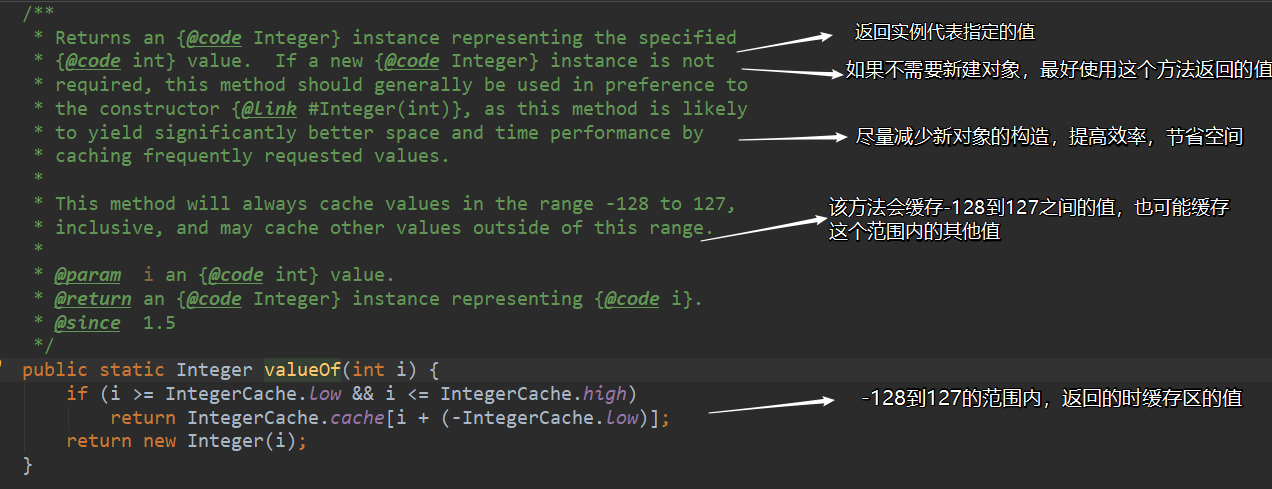 /**
* Returns an {@code Integer} instance representing the specified
返回实例代表指定的值
* {@code int} value.  If a new {@code Integer} instance is not
如果不需要新建对象，最好使用这个方法返回的值
* required, this method should generally be used in preference to
* the constructor {@link #Integer(int)}, as this method is likely
* to yield significantly better space and time performance by
尽量减少新对象的构造，提高效率，节省空间
* caching frequently requested values.
*
* This method will always cache values in the range -128 to 127,
该方法会缓存-128到127之间的值，也可能缓存
* inclusive, and may cache other values outside of this range.
这个范围内的其他值
*
* @param  i an {@code int} value.
* @return an {@code Integer} instance representing {@code i}.
* @since  1.5
*/
public static Integer valueOf(int i) {
if (i >= IntegerCache.low && i <= IntegerCache.high)
-128到127的范围内，返回的时缓存区的值
return IntegerCache.cache[i + (-IntegerCache.low)];
return new Integer(i);
}